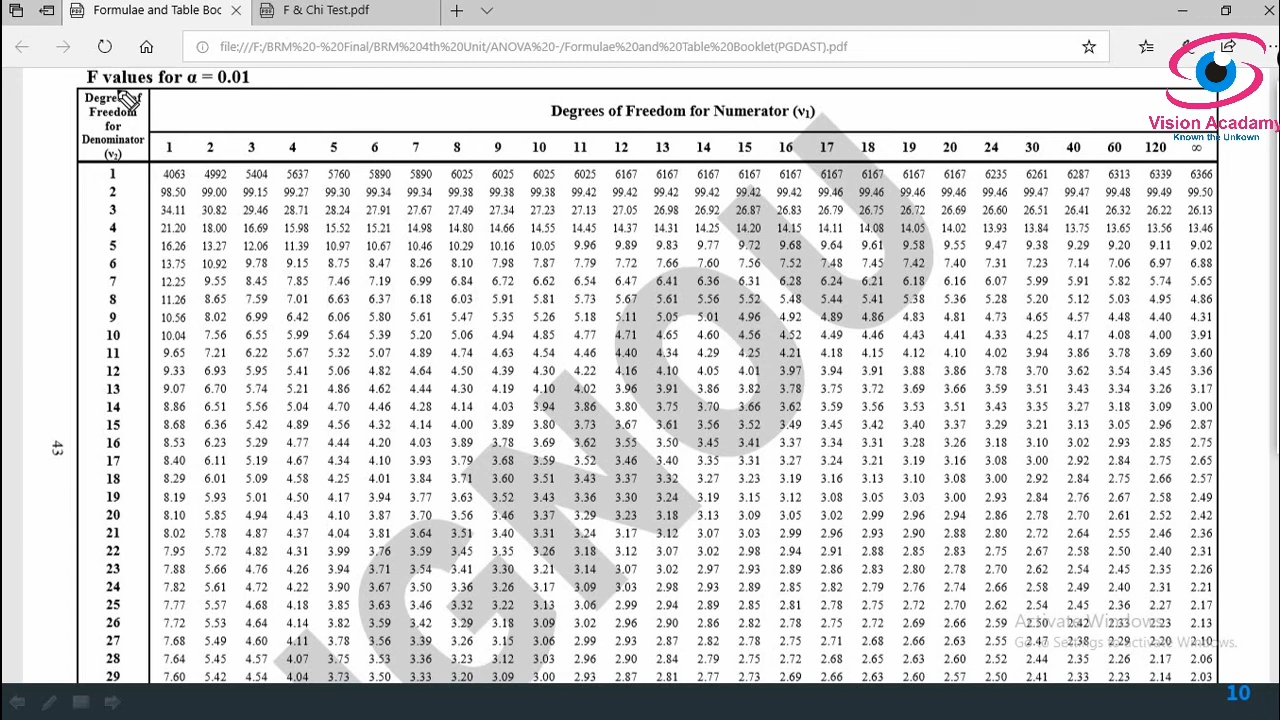 Formulae and Table Boc
F & Chi Test.pdf
file:///F:/BRM%20-%20Final/BRM%204th%20Unit/ANOVA%20-/Formulae%20and%20Table%20Booklet(PGDAST).pdf
Vision Acadamy
Known the Unkown
F values for α = 0.01
Degrees of Freedom for Denominator (ν₂)
Degrees of Freedom for Numerator (ν₁)
1 2 3 4 5 6 7 8 9 10 11 12 13 14 15 16 17 18 19 20 24 30 40 60 120 ∞
1 4063 4992 5404 5637 5760 5890 5890 6025 6025 6025 6025 6167 6167 6167 6167 6167 6167 6167 6167 6167 6235 6261 6287 6313 6339 6366
2 98.50 99.00 99.15 99.27 99.30 99.34 99.34 99.38 99.38 99.38 99.42 99.42 99.42 99.42 99.42 99.46 99.46 99.46 99.46 99.46 99.46 99.47 99.47 99.48 99.49 99.50
3 34.11 30.82 29.46 28.71 28.24 27.91 27.67 27.49 27.34 27.23 27.13 27.05 26.98 26.92 26.87 26.83 26.79 26.75 26.72 26.69 26.60 26.51 26.41 26.32 26.22 26.13
4 21.20 18.00 16.69 15.98 15.52 15.21 14.98 14.80 14.66 14.55 14.45 14.37 14.31 14.25 14.20 14.15 14.11 14.08 14.05 14.02 13.93 13.84 13.75 13.65 13.56 13.46
5 16.26 13.27 12.06 11.39 10.97 10.67 10.46 10.29 10.16 10.05 9.96 9.89 9.83 9.77 9.72 9.68 9.64 9.61 9.58 9.55 9.47 9.38 9.29 9.20 9.11 9.02
6 13.75 10.92 9.78 9.15 8.75 8.47 8.26 8.10 7.98 7.87 7.79 7.72 7.66 7.60 7.56 7.52 7.48 7.45 7.42 7.40 7.31 7.23 7.14 7.06 6.97 6.88
7 12.25 9.55 8.45 7.85 7.46 7.19 6.99 6.84 6.72 6.62 6.54 6.47 6.41 6.36 6.31 6.28 6.24 6.21 6.18 6.16 6.07 5.99 5.91 5.82 5.74 5.65
8 11.26 8.65 7.59 7.01 6.63 6.37 6.18 6.03 5.91 5.81 5.73 5.67 5.61 5.56 5.52 5.48 5.44 5.41 5.38 5.36 5.28 5.20 5.12 5.03 4.95 4.86
9 10.56 8.02 6.99 6.42 6.06 5.80 5.61 5.47 5.35 5.26 5.18 5.11 5.05 5.01 4.96 4.92 4.89 4.86 4.83 4.81 4.73 4.65 4.57 4.48 4.40 4.31
10 10.04 7.56 6.55 5.99 5.64 5.39 5.20 5.06 4.94 4.85 4.77 4.71 4.65 4.60 4.56 4.52 4.49 4.46 4.43 4.41 4.33 4.25 4.17 4.08 4.00 3.91
11 9.65 7.21 6.22 5.67 5.32 5.07 4.89 4.74 4.63 4.54 4.46 4.40 4.34 4.29 4.25 4.21 4.18 4.15 4.12 4.10 4.02 3.94 3.86 3.78 3.69 3.60
12 9.33 6.93 5.95 5.41 5.06 4.82 4.64 4.50 4.39 4.30 4.22 4.16 4.10 4.05 4.01 3.97 3.94 3.91 3.88 3.86 3.78 3.70 3.62 3.54 3.45 3.36
13 9.07 6.70 5.74 5.21 4.86 4.62 4.44 4.30 4.19 4.10 4.02 3.96 3.91 3.86 3.82 3.78 3.75 3.72 3.69 3.66 3.59 3.51 3.43 3.34 3.26 3.17
14 8.86 6.51 5.56 5.04 4.70 4.46 4.28 4.14 4.03 3.94 3.86 3.80 3.75 3.70 3.66 3.62 3.59 3.56 3.53 3.51 3.43 3.35 3.27 3.18 3.09 3.00
15 8.68 6.36 5.42 4.89 4.56 4.32 4.14 4.00 3.89 3.80 3.73 3.67 3.61 3.56 3.52 3.49 3.45 3.42 3.40 3.37 3.29 3.21 3.13 3.05 2.96 2.87
16 8.53 6.23 5.29 4.77 4.44 4.20 4.03 3.89 3.78 3.69 3.62 3.55 3.50 3.45 3.41 3.37 3.34 3.31 3.28 3.26 3.18 3.10 3.02 2.93 2.85 2.75
17 8.40 6.11 5.19 4.67 4.34 4.10 3.93 3.79 3.68 3.59 3.52 3.46 3.40 3.35 3.31 3.27 3.24 3.21 3.19 3.16 3.08 3.00 2.92 2.84 2.75 2.65
18 8.29 6.01 5.09 4.58 4.25 4.01 3.84 3.71 3.60 3.51 3.43 3.37 3.32 3.27 3.23 3.19 3.16 3.13 3.10 3.08 3.00 2.92 2.84 2.75 2.66 2.57
19 8.19 5.93 5.01 4.50 4.17 3.94 3.77 3.63 3.52 3.43 3.36 3.30 3.24 3.19 3.15 3.12 3.08 3.05 3.03 3.00 2.93 2.84 2.76 2.67 2.58 2.49
20 8.10 5.85 4.94 4.43 4.10 3.87 3.70 3.56 3.46 3.37 3.29 3.23 3.18 3.13 3.09 3.05 3.02 2.99 2.96 2.94 2.86 2.78 2.70 2.61 2.52 2.42
21 8.02 5.78 4.87 4.37 4.04 3.81 3.64 3.51 3.40 3.31 3.24 3.17 3.12 3.07 3.03 2.99 2.96 2.93 2.90 2.88 2.80 2.72 2.64 2.55 2.46 2.36
22 7.95 5.72 4.82 4.31 3.99 3.76 3.59 3.45 3.35 3.26 3.18 3.12 3.07 3.02 2.98 2.94 2.91 2.88 2.85 2.83 2.75 2.67 2.58 2.50 2.40 2.31
23 7.88 5.66 4.76 4.26 3.94 3.71 3.54 3.41 3.30 3.21 3.14 3.07 3.02 2.97 2.93 2.89 2.86 2.83 2.80 2.78 2.70 2.62 2.54 2.45 2.35 2.26
24 7.82 5.61 4.72 4.22 3.90 3.67 3.50 3.36 3.26 3.17 3.09 3.03 2.98 2.93 2.89 2.85 2.82 2.79 2.76 2.74 2.66 2.58 2.49 2.40 2.31 2.21
25 7.77 5.57 4.68 4.18 3.85 3.63 3.46 3.32 3.22 3.13 3.06 2.99 2.94 2.89 2.85 2.81 2.78 2.75 2.72 2.70 2.62 2.54 2.45 2.36 2.27 2.17
26 7.72 5.53 4.64 4.14 3.82 3.59 3.42 3.29 3.18 3.09 3.02 2.96 2.90 2.86 2.82 2.78 2.75 2.72 2.69 2.66 2.59 2.50 2.42 2.33 2.23 2.13
27 7.68 5.49 4.60 4.11 3.78 3.56 3.39 3.26 3.15 3.06 2.99 2.93 2.87 2.82 2.78 2.75 2.71 2.68 2.66 2.63 2.55 2.47 2.38 2.29 2.20 2.10
28 7.64 5.45 4.57 4.07 3.75 3.53 3.36 3.23 3.12 3.03 2.96 2.90 2.84 2.79 2.75 2.72 2.68 2.65 2.63 2.60 2.52 2.44 2.35 2.26 2.17 2.06
29 7.60 5.42 4.54 4.04 3.73 3.50 3.33 3.20 3.09 3.00 2.93 2.87 2.81 2.77 2.73 2.69 2.66 2.63 2.60 2.57 2.50 2.41 2.33 2.23 2.14 2.03
43
IGNOU
Activate Windows
Go to Settings to activate Windows.
10